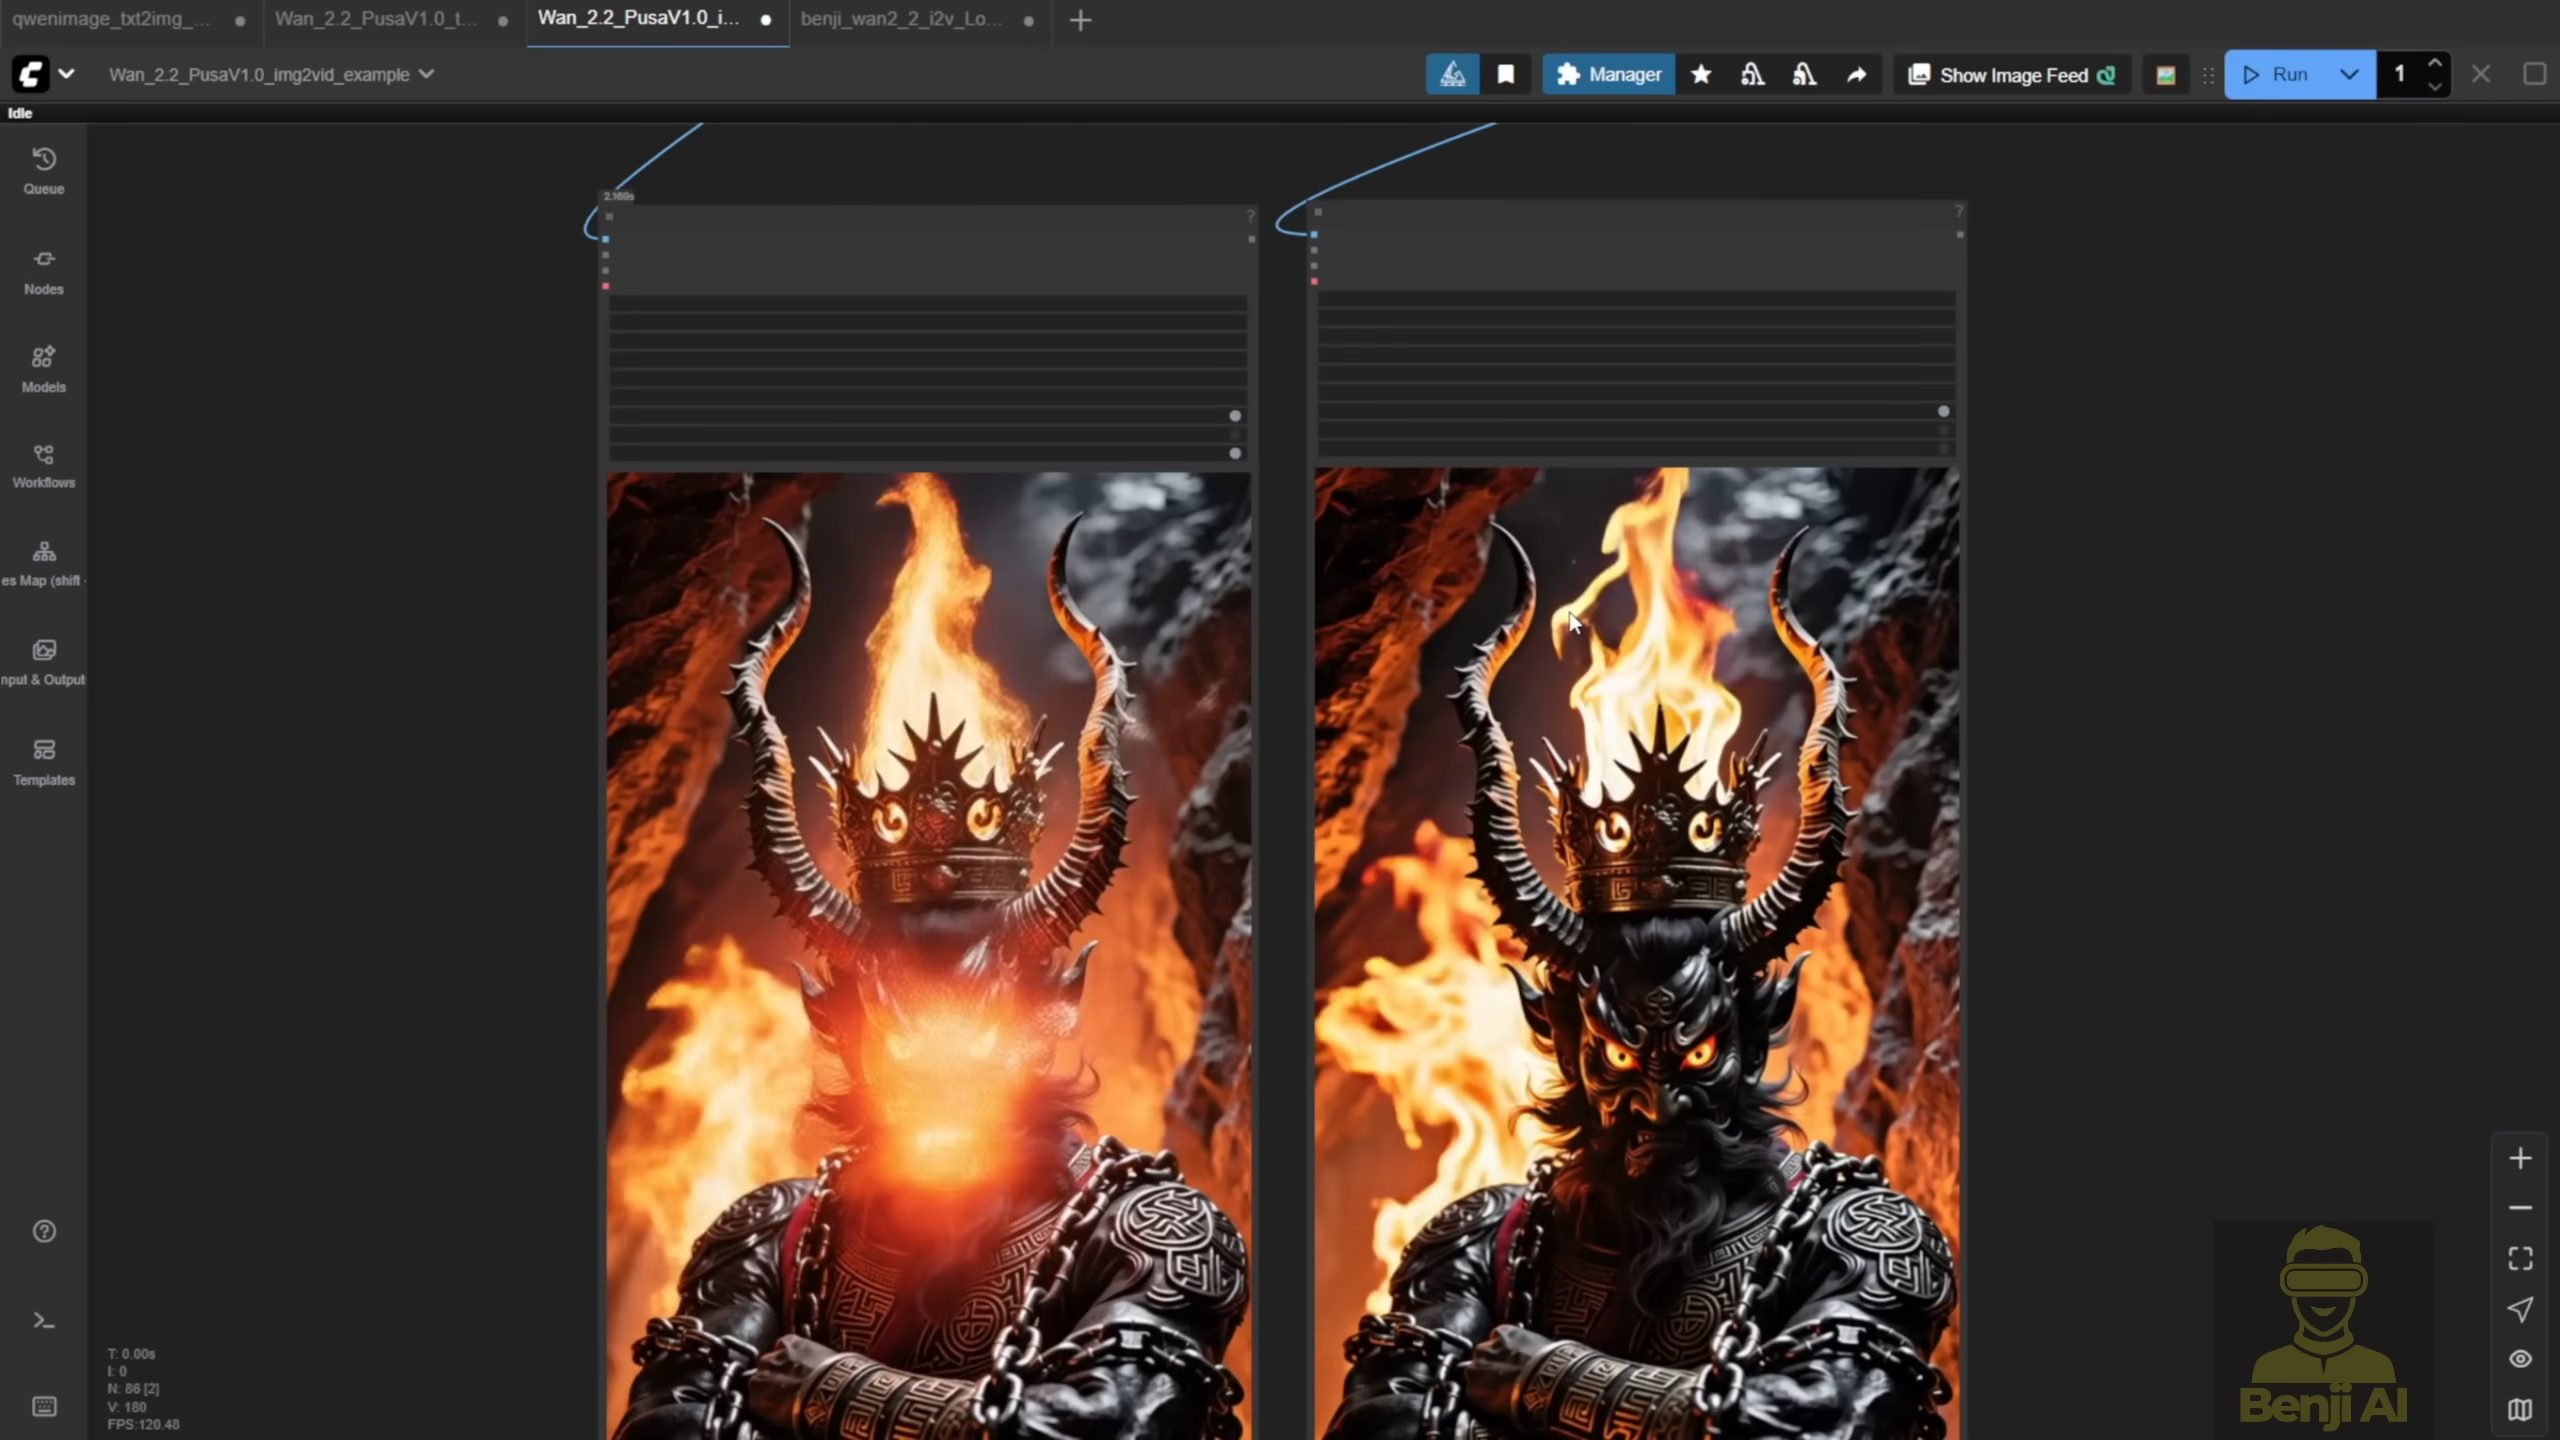 qwenimage_txt2img_...
Wan_2.2_PusaV1.0_t...
Wan_2.2_PusaV1.0_i...
benji_wan2_2_i2v_Lo...
Wan_2.2_PusaV1.0_img2vid_example
Manager
Show Image Feed
Run
1
Idle
Queue
Nodes
Models
Workflows
es Map (shift
nput & Output
Templates
2.169s
?
?
T: 0.00s
I: 0
N: 86 [2]
V: 180
FPS:120.48
Benji AI